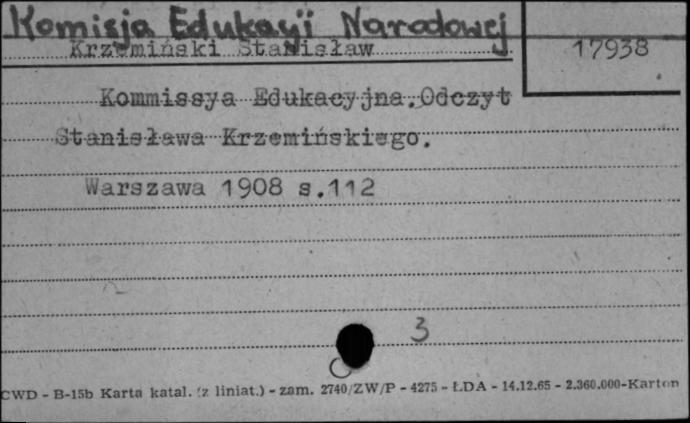 Komisja Edukacji Narodowej
Krzemiński Stanisław
17938
Kommissya Edukacyjna.Odczyt
Stanisława Krzemińskiego.
Warszawa 1908 s.112
3
CWD - B-15b Karta katal. (z liniat.) - zam. 2740/ZW/P - 4275 - ŁDA - 14.12.65 - 2.360.000-Karton